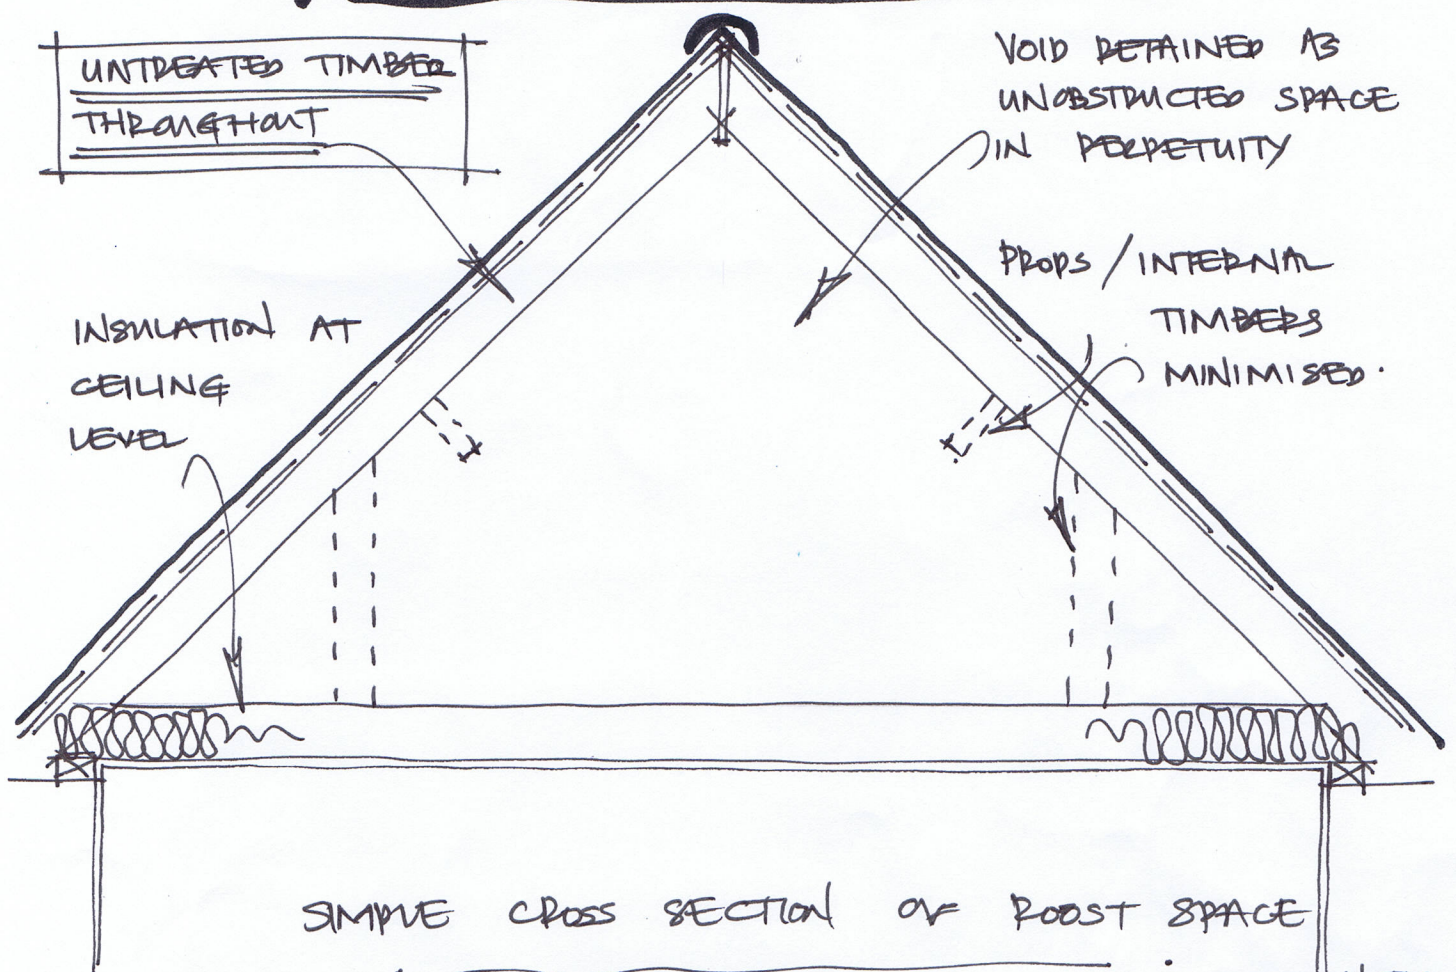 UNTREATED TIMBER
THROUGHOUT
VOID RETAINED AS
UNOBSTRUCTED SPACE
IN PERPETUITY
PROPS / INTERNAL
TIMBERS
MINIMISED.
INSULATION AT
CEILING
LEVEL
SIMPLE CROSS SECTION OF ROOST SPACE